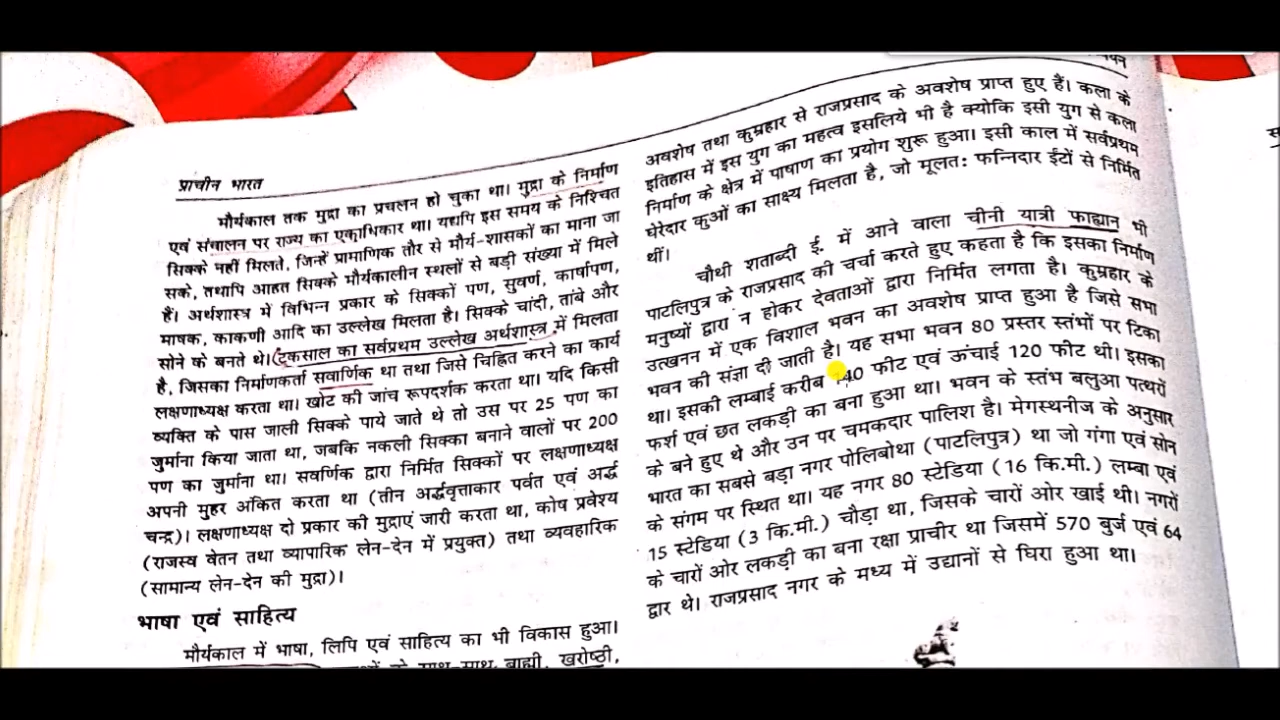 प्राचीन भारत
मौर्यकाल तक मुद्रा का प्रचलन हो चुका था। मुद्रा के निर्माण
एवं संचालन पर राज्य का एकाधिकार था। यद्यपि इस समय के निश्चित
सिक्के नहीं मिलते, जिन्हें प्रामाणिक तौर से मौर्य-शासकों का माना जा
सके, तथापि आहत सिक्के मौर्यकालीन स्थलों से बड़ी संख्या में मिले
हैं। अर्थशास्त्र में विभिन्न प्रकार के सिक्कों पण, सुवर्ण, कार्षापण,
माषक, काकणी आदि का उल्लेख मिलता है। सिक्के चांदी, तांबे और
सोने के बनते थे। टकसाल का सर्वप्रथम उल्लेख अर्थशास्त्र में मिलता
है, जिसका निर्माणकर्ता सवार्णिक था तथा जिसे चिह्नित करने का कार्य
लक्षणाध्यक्ष करता था। खोट की जांच रूपदर्शक करता था। यदि किसी
व्यक्ति के पास जाली सिक्के पाये जाते थे तो उस पर 25 पण का
जुर्माना किया जाता था, जबकि नकली सिक्का बनाने वालों पर 200
पण का जुर्माना था। सवर्णिक द्वारा निर्मित सिक्कों पर लक्षणाध्यक्ष
अपनी मुहर अंकित करता था (तीन अर्द्धवृत्ताकार पर्वत एवं अर्द्ध
चन्द्र)। लक्षणाध्यक्ष दो प्रकार की मुद्राएं जारी करता था, कोष प्रवेश्य
(राजस्व वेतन तथा व्यापारिक लेन-देन में प्रयुक्त) तथा व्यवहारिक
(सामान्य लेन-देन की मुद्रा)।
भाषा एवं साहित्य
मौर्यकाल में भाषा, लिपि एवं साहित्य का भी विकास हुआ।
साथ-साथ ब्राह्मी, खरोष्ठी,
अवशेष तथा कुम्रहार से राजप्रसाद के अवशेष प्राप्त हुए हैं। कला के
इतिहास में इस युग का महत्व इसलिये भी है क्योकि इसी युग से कला
निर्माण के क्षेत्र में पाषाण का प्रयोग शुरू हुआ। इसी काल में सर्वप्रथम
घेरेदार कुओं का साक्ष्य मिलता है, जो मूलतः फन्निदार ईंटों से निर्मित
थीं।
चौथी शताब्दी ई. में आने वाला चीनी यात्री फाह्यान भी
पाटलिपुत्र के राजप्रसाद की चर्चा करते हुए कहता है कि इसका निर्माण
मनुष्यों द्वारा न होकर देवताओं द्वारा निर्मित लगता है। कुम्रहार के
उत्खनन में एक विशाल भवन का अवशेष प्राप्त हुआ है जिसे सभा
भवन की संज्ञा दी जाती है। यह सभा भवन 80 प्रस्तर स्तंभों पर टिका
था। इसकी लम्बाई करीब 140 फीट एवं ऊंचाई 120 फीट थी। इसका
फर्श एवं छत लकड़ी का बना हुआ था। भवन के स्तंभ बलुआ पत्थरों
के बने हुए थे और उन पर चमकदार पालिश है। मेगस्थनीज के अनुसार
भारत का सबसे बड़ा नगर पोलिबोथा (पाटलिपुत्र) था जो गंगा एवं सोन
के संगम पर स्थित था। यह नगर 80 स्टेडिया (16 कि.मी.) लम्बा एवं
15 स्टेडिया (3 कि.मी.) चौड़ा था, जिसके चारों ओर खाई थी। नगरों
के चारों ओर लकड़ी का बना रक्षा प्राचीर था जिसमें 570 बुर्ज एवं 64
द्वार थे। राजप्रसाद नगर के मध्य में उद्यानों से घिरा हुआ था।